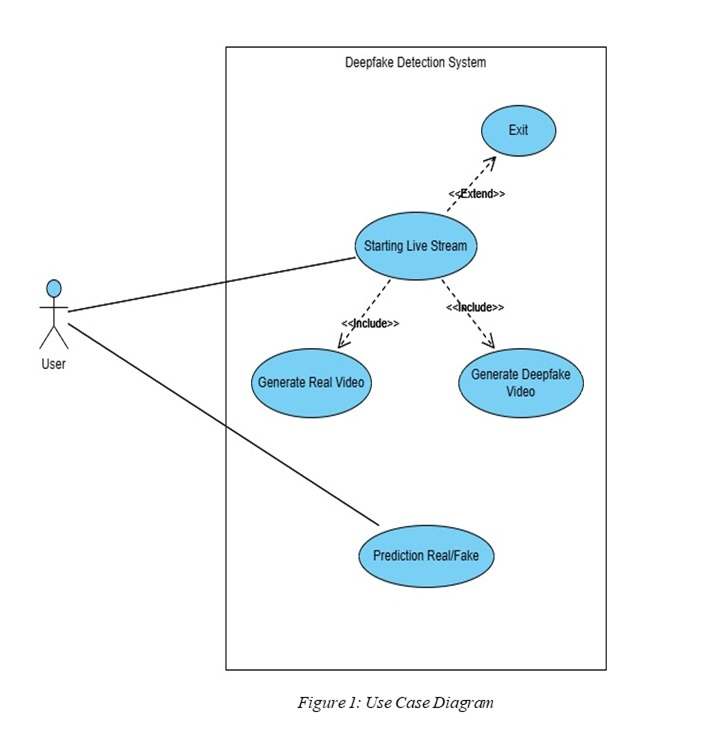 Deepfake Detection System
Exit
<<Extend>>
Starting Live Stream
<<Include>>
<<Include>>
User
Generate Real Video
Generate Deepfake
Video
Prediction Real/Fake
Figure 1: Use Case Diagram